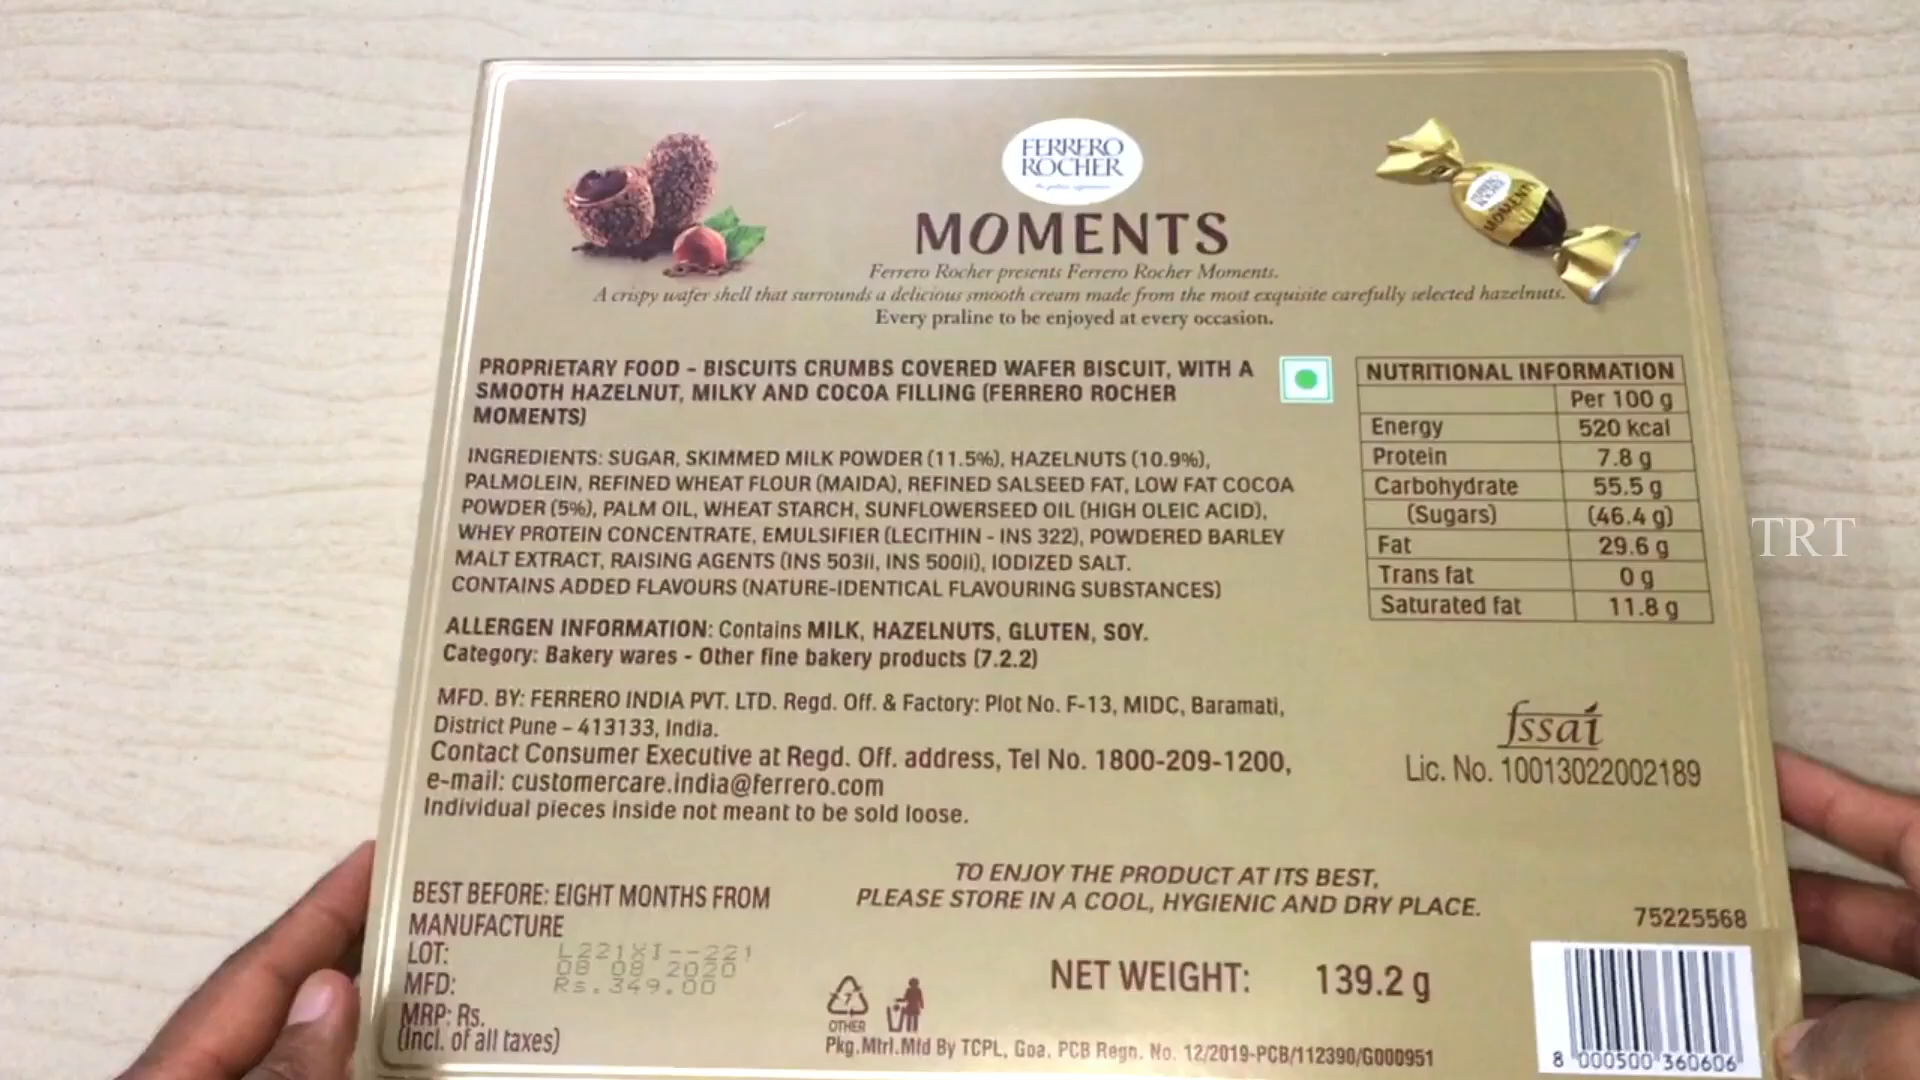 FERRERO
ROCHER
MOMENTS
Ferrero Rocher presents Ferrero Rocher Moments.
A crispy wafer shell that surrounds a delicious smooth cream made from the most exquisite carefully selected hazelnuts.
Every praline to be enjoyed at every occasion.
MOMENTS
PROPRIETARY FOOD - BISCUITS CRUMBS COVERED WAFER BISCUIT, WITH A
SMOOTH HAZELNUT, MILKY AND COCOA FILLING (FERRERO ROCHER
MOMENTS)
INGREDIENTS: SUGAR, SKIMMED MILK POWDER (11.5%), HAZELNUTS (10.9%),
PALMOLEIN, REFINED WHEAT FLOUR (MAIDA), REFINED SALSEED FAT, LOW FAT COCOA
POWDER (5%), PALM OIL, WHEAT STARCH, SUNFLOWERSEED OIL (HIGH OLEIC ACID),
WHEY PROTEIN CONCENTRATE, EMULSIFIER (LECITHIN - INS 322), POWDERED BARLEY
MALT EXTRACT, RAISING AGENTS (INS 503II, INS 500II), IODIZED SALT.
CONTAINS ADDED FLAVOURS (NATURE-IDENTICAL FLAVOURING SUBSTANCES)
ALLERGEN INFORMATION: Contains MILK, HAZELNUTS, GLUTEN, SOY.
Category: Bakery wares - Other fine bakery products (7.2.2)
MFD. BY: FERRERO INDIA PVT. LTD. Regd. Off. & Factory: Plot No. F-13, MIDC, Baramati,
District Pune – 413133, India.
Contact Consumer Executive at Regd. Off. address, Tel No. 1800-209-1200,
e-mail: customercare.india@ferrero.com
Individual pieces inside not meant to be sold loose.
NUTRITIONAL INFORMATION
Per 100 g
Energy 520 kcal
Protein 7.8 g
Carbohydrate 55.5 g
(Sugars) (46.4 g)
Fat 29.6 g
Trans fat 0 g
Saturated fat 11.8 g
TRT
fssai
Lic. No. 10013022002189
BEST BEFORE: EIGHT MONTHS FROM
MANUFACTURE
LOT: L221XI--221
MFD: 08 08 2020
MRP: Rs. Rs.349.00
(Incl. of all taxes)
TO ENJOY THE PRODUCT AT ITS BEST,
PLEASE STORE IN A COOL, HYGIENIC AND DRY PLACE.
NET WEIGHT: 139.2 g
7
OTHER
Pkg.Mtrl.Mfd By TCPL, Goa. PCB Regn. No. 12/2019-PCB/112390/G000951
75225568
8 000500 360606